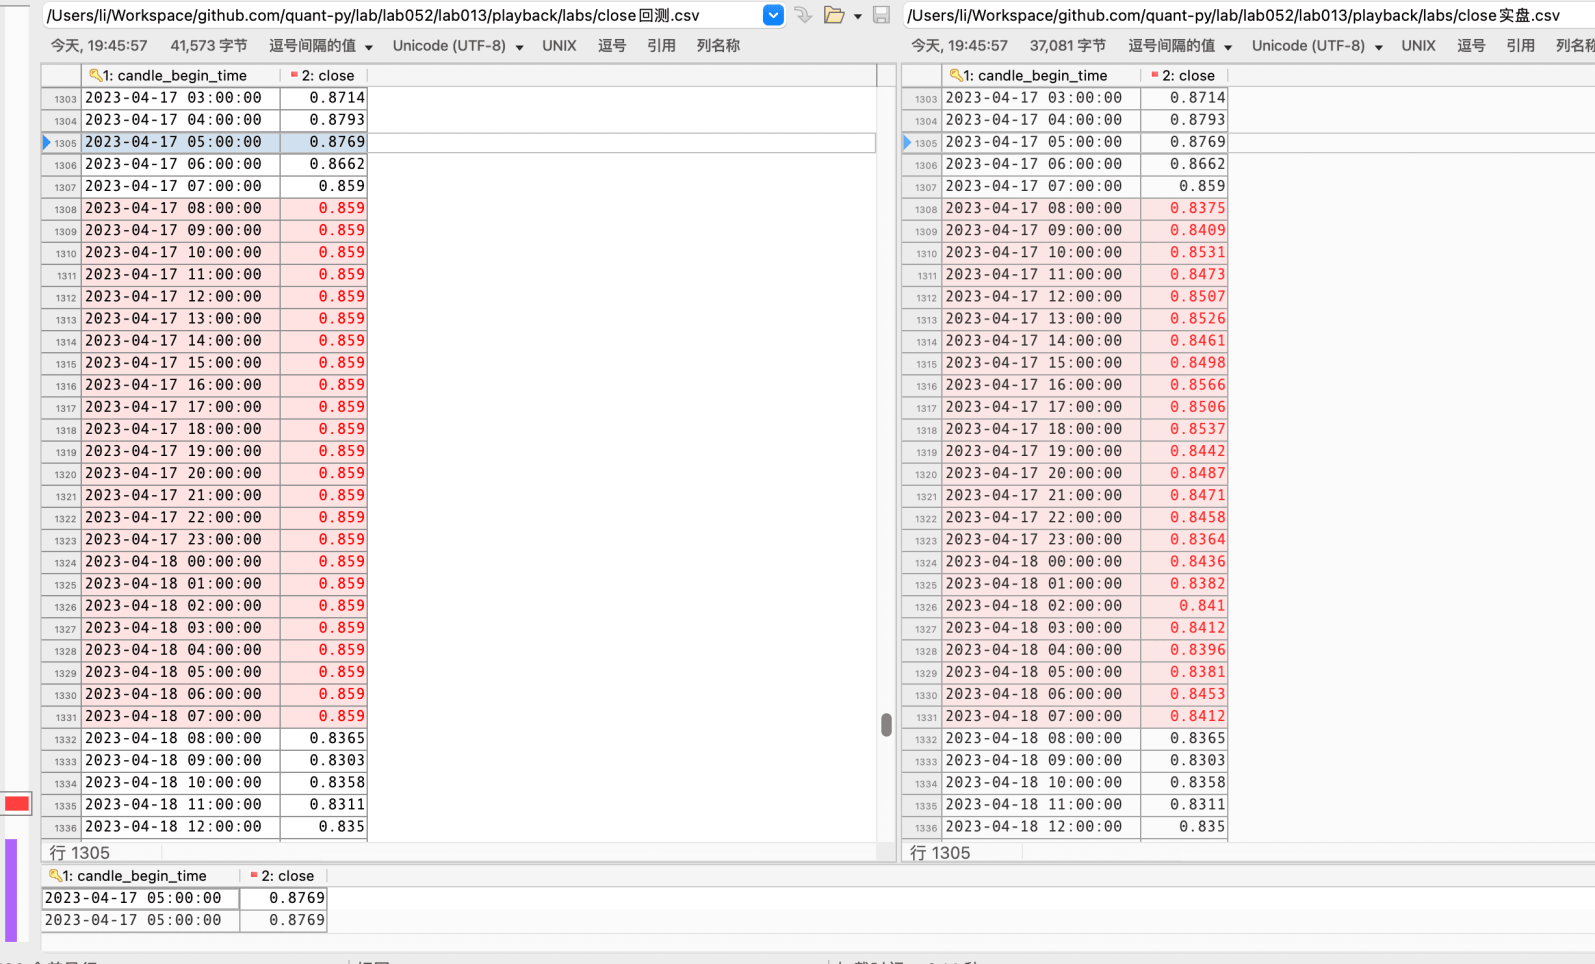 /Users/li/Workspace/github.com/quant-py/lab/lab052/lab013/playback/labs/close回测.csv
今天, 19:45:57 41,573 字节 逗号间隔的值 Unicode (UTF-8) UNIX 逗号 引用 列名称
1: candle_begin_time 2: close
1303 2023-04-17 03:00:00 0.8714
1304 2023-04-17 04:00:00 0.8793
1305 2023-04-17 05:00:00 0.8769
1306 2023-04-17 06:00:00 0.8662
1307 2023-04-17 07:00:00 0.859
1308 2023-04-17 08:00:00 0.859
1309 2023-04-17 09:00:00 0.859
1310 2023-04-17 10:00:00 0.859
1311 2023-04-17 11:00:00 0.859
1312 2023-04-17 12:00:00 0.859
1313 2023-04-17 13:00:00 0.859
1314 2023-04-17 14:00:00 0.859
1315 2023-04-17 15:00:00 0.859
1316 2023-04-17 16:00:00 0.859
1317 2023-04-17 17:00:00 0.859
1318 2023-04-17 18:00:00 0.859
1319 2023-04-17 19:00:00 0.859
1320 2023-04-17 20:00:00 0.859
1321 2023-04-17 21:00:00 0.859
1322 2023-04-17 22:00:00 0.859
1323 2023-04-17 23:00:00 0.859
1324 2023-04-18 00:00:00 0.859
1325 2023-04-18 01:00:00 0.859
1326 2023-04-18 02:00:00 0.859
1327 2023-04-18 03:00:00 0.859
1328 2023-04-18 04:00:00 0.859
1329 2023-04-18 05:00:00 0.859
1330 2023-04-18 06:00:00 0.859
1331 2023-04-18 07:00:00 0.859
1332 2023-04-18 08:00:00 0.8365
1333 2023-04-18 09:00:00 0.8303
1334 2023-04-18 10:00:00 0.8358
1335 2023-04-18 11:00:00 0.8311
1336 2023-04-18 12:00:00 0.835
行 1305
/Users/li/Workspace/github.com/quant-py/lab/lab052/lab013/playback/labs/close实盘.csv
今天, 19:45:57 37,081 字节 逗号间隔的值 Unicode (UTF-8) UNIX 逗号 引用
1: candle_begin_time 2: close
1303 2023-04-17 03:00:00 0.8714
1304 2023-04-17 04:00:00 0.8793
1305 2023-04-17 05:00:00 0.8769
1306 2023-04-17 06:00:00 0.8662
1307 2023-04-17 07:00:00 0.859
1308 2023-04-17 08:00:00 0.8375
1309 2023-04-17 09:00:00 0.8409
1310 2023-04-17 10:00:00 0.8531
1311 2023-04-17 11:00:00 0.8473
1312 2023-04-17 12:00:00 0.8507
1313 2023-04-17 13:00:00 0.8526
1314 2023-04-17 14:00:00 0.8461
1315 2023-04-17 15:00:00 0.8498
1316 2023-04-17 16:00:00 0.8566
1317 2023-04-17 17:00:00 0.8506
1318 2023-04-17 18:00:00 0.8537
1319 2023-04-17 19:00:00 0.8442
1320 2023-04-17 20:00:00 0.8487
1321 2023-04-17 21:00:00 0.8471
1322 2023-04-17 22:00:00 0.8458
1323 2023-04-17 23:00:00 0.8364
1324 2023-04-18 00:00:00 0.8436
1325 2023-04-18 01:00:00 0.8382
1326 2023-04-18 02:00:00 0.841
1327 2023-04-18 03:00:00 0.8412
1328 2023-04-18 04:00:00 0.8396
1329 2023-04-18 05:00:00 0.8381
1330 2023-04-18 06:00:00 0.8453
1331 2023-04-18 07:00:00 0.8412
1332 2023-04-18 08:00:00 0.8365
1333 2023-04-18 09:00:00 0.8303
1334 2023-04-18 10:00:00 0.8358
1335 2023-04-18 11:00:00 0.8311
1336 2023-04-18 12:00:00 0.835
行 1305
1: candle_begin_time 2: close
2023-04-17 05:00:00 0.8769
2023-04-17 05:00:00 0.8769